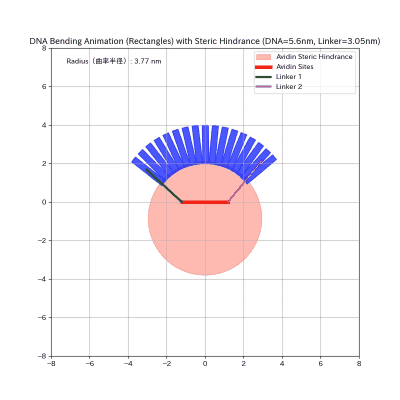 DNA Bending Animation (Rectangles) with Steric Hindrance (DNA=5.6nm, Linker=3.05nm)
Radius（曲率半径）: 3.77 nm
Avidin Steric Hindrance
Avidin Sites
Linker 1
Linker 2
8
6
4
2
0
−2
−4
−6
−8
−8 −6 −4 −2 0 2 4 6 8